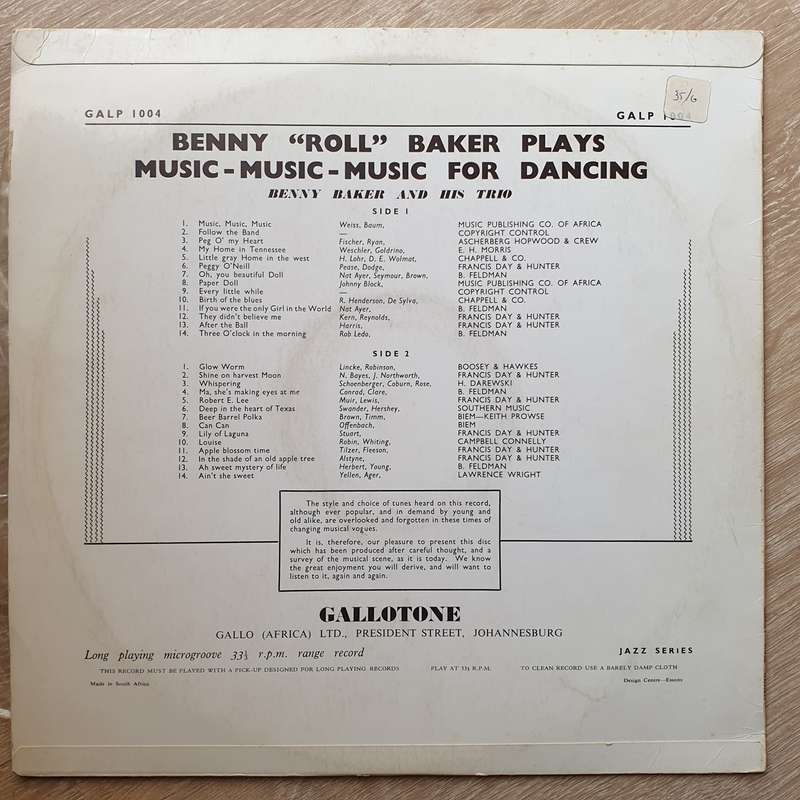 GALP 1004
GALP 1004
35/G
BENNY “ROLL” BAKER PLAYS
MUSIC - MUSIC - MUSIC FOR DANCING
BENNY BAKER AND HIS TRIO
SIDE 1
1. Music, Music, Music Weiss, Baum, MUSIC PUBLISHING CO. OF AFRICA
2. Follow the Band — COPYRIGHT CONTROL
3. Peg O' my Heart Fischer, Ryan, ASCHERBERG HOPWOOD & CREW
4. My Home in Tennessee Weschler, Goldrino, E. H. MORRIS
5. Little gray Home in the west H. Lohr, D. E. Wolmot, CHAPPELL & CO.
6. Peggy O'Neill Pease, Dodge, FRANCIS DAY & HUNTER
7. Oh, you beautiful Doll Nat Ayer, Seymour, Brown, B. FELDMAN
8. Paper Doll Johnny Block, MUSIC PUBLISHING CO. OF AFRICA
9. Every little while — COPYRIGHT CONTROL
10. Birth of the blues R. Henderson, De Sylva, CHAPPELL & CO.
11. If you were the only Girl in the World Nat Ayer, B. FELDMAN
12. They didn't believe me Kern, Reynolds, FRANCIS DAY & HUNTER
13. After the Ball Harris, FRANCIS DAY & HUNTER
14. Three O'clock in the morning Rob Ledo, B. FELDMAN
SIDE 2
1. Glow Worm Lincke, Robinson, BOOSEY & HAWKES
2. Shine on harvest Moon N. Bayes, J. Northworth, FRANCIS DAY & HUNTER
3. Whispering Schoenberger, Coburn, Rose, H. DAREWSKI
4. Ma, she's making eyes at me Conrad, Clare, B. FELDMAN
5. Robert E. Lee Muir, Lewis, FRANCIS DAY & HUNTER
6. Deep in the heart of Texas Swander, Hershey, SOUTHERN MUSIC
7. Beer Barrel Polka Brown, Timm, BIEM—KEITH PROWSE
8. Can Can Offenbach, BIEM
9. Lily of Laguna Stuart, FRANCIS DAY & HUNTER
10. Louise Robin, Whiting, CAMPBELL CONNELLY
11. Apple blossom time Tilzer, Fleeson, FRANCIS DAY & HUNTER
12. In the shade of an old apple tree Alstyne, FRANCIS DAY & HUNTER
13. Ah sweet mystery of life Herbert, Young, B. FELDMAN
14. Ain't she sweet Yellen, Ager, LAWRENCE WRIGHT
The style and choice of tunes heard on this record,
although ever popular, and in demand by young and
old alike, are overlooked and forgotten in these times of
changing musical vogues.
It is, therefore, our pleasure to present this disc
which has been produced after careful thought, and a
survey of the musical scene, as it is today. We know
the great enjoyment you will derive, and will want to
listen to it, again and again.
GALLOTONE
GALLO (AFRICA) LTD., PRESIDENT STREET, JOHANNESBURG
Long playing microgroove 33⅓ r.p.m. range record
JAZZ SERIES
THIS RECORD MUST BE PLAYED WITH A PICK-UP DESIGNED FOR LONG PLAYING RECORDS PLAY AT 33⅓ R.P.M. TO CLEAN RECORD USE A BARELY DAMP CLOTH
Made in South Africa
Design Centre—Essons